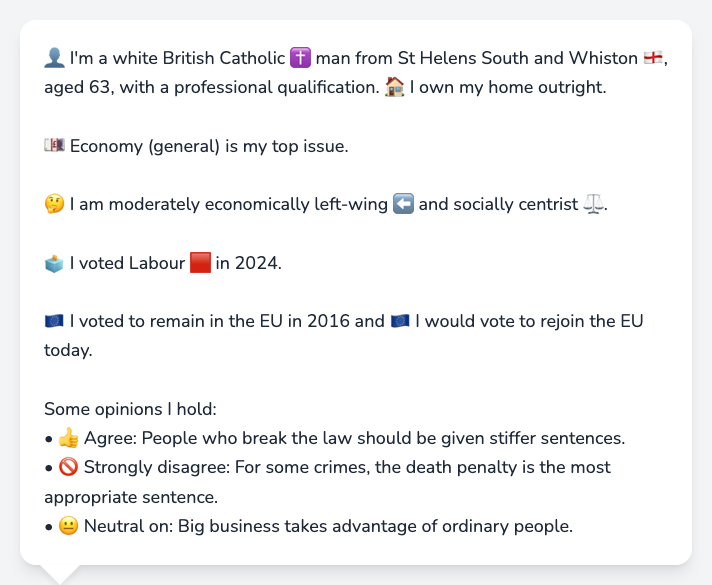 👤 I'm a white British Catholic ✝️ man from St Helens South and Whiston 🏴󠁧󠁢󠁥󠁮󠁧󠁿,
aged 63, with a professional qualification. 🏠 I own my home outright.
💷 Economy (general) is my top issue.
🤔 I am moderately economically left-wing ⬅️ and socially centrist ⚖️.
🗳️ I voted Labour 🟥 in 2024.
🇪🇺 I voted to remain in the EU in 2016 and 🇪🇺 I would vote to rejoin the EU
today.
Some opinions I hold:
• 👍 Agree: People who break the law should be given stiffer sentences.
• 🚫 Strongly disagree: For some crimes, the death penalty is the most
appropriate sentence.
• 😐 Neutral on: Big business takes advantage of ordinary people.